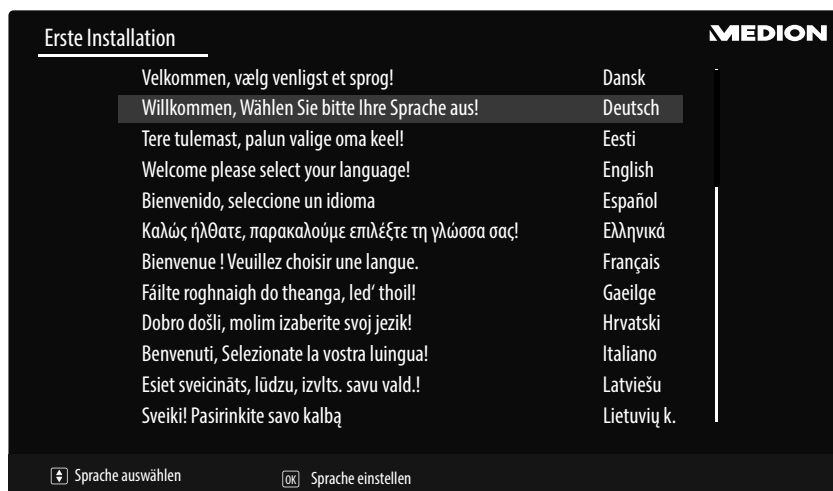 Erste Installation
MEDION
Velkommen, vælg venligst et sprog! Dansk
Willkommen, Wählen Sie bitte Ihre Sprache aus! Deutsch
Tere tulemast, palun valige oma keel! Eesti
Welcome please select your language! English
Bienvenido, seleccione un idioma Español
Καλώς ήλθατε, παρακαλούμε επιλέξτε τη γλώσσα σας! Ελληνικά
Bienvenue ! Veuillez choisir une langue. Français
Fáilte roghnaigh do theanga, led‘ thoil! Gaeilge
Dobro došli, molim izaberite svoj jezik! Hrvatski
Benvenuti, Selezionate la vostra luingua! Italiano
Esiet sveicināts, lūdzu, izvlts. savu vald.! Latviešu
Sveiki! Pasirinkite savo kalbą Lietuvių k.
Sprache auswählen OK Sprache einstellen